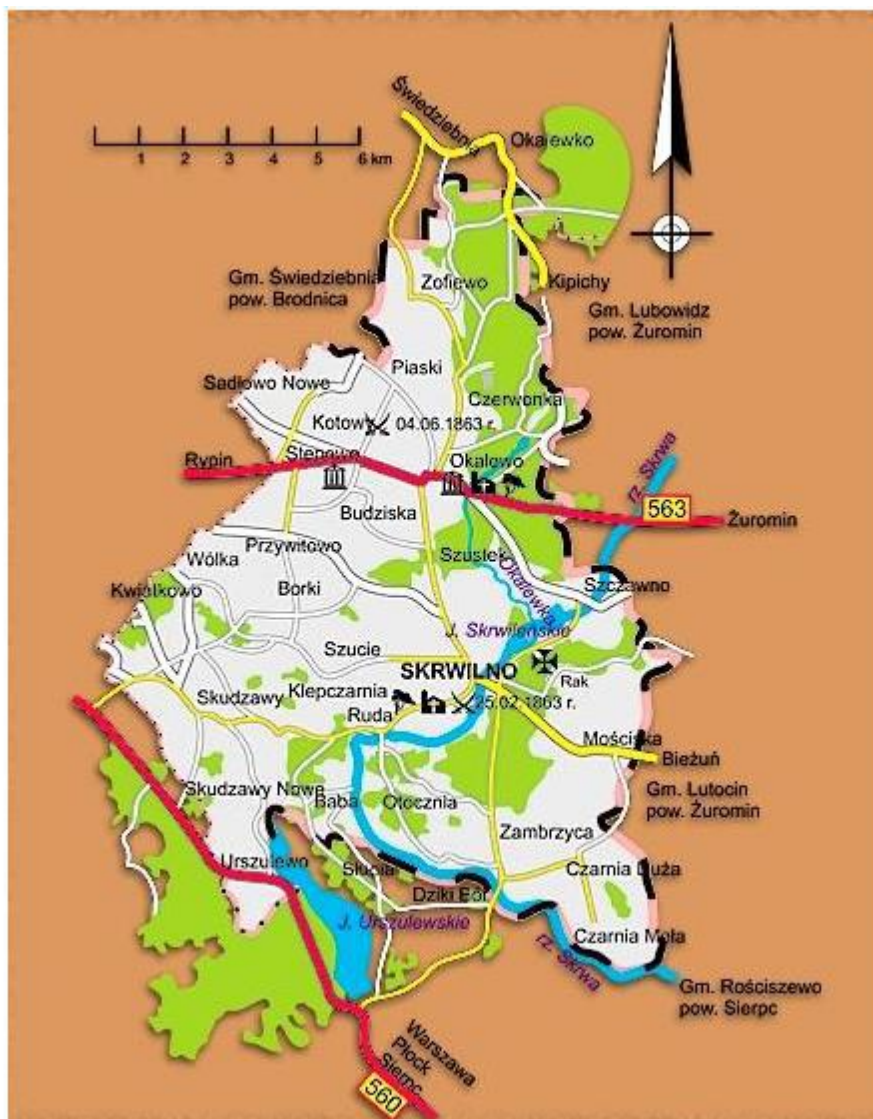 Świedziebnia
Okalewko
1 2 3 4 5 6 km
Gm. Świedziebnia
pow. Brodnica
Zofiewo
Kipichy
Gm. Lubowidz
pow. Żuromin
Piaski
Sadłowo Nowe
Czerwonka
Kotowy 04.06.1863 r.
rz. Skrwa
Rypin
Stępowo
Okalewo
563
Żuromin
Budziska
Przywitowo
Szustek
Wólka
Okalewka
Szczawno
Kwiatkowo
Borki
J. Skrwileńskie
Szucie
SKRWILNO
Rak
Skudzawy
Klepczarnia
Ruda
25.02.1863 r.
Mościska
Bieżuń
Skudzawy Nowe
Baba
Otocznia
Gm. Lutocin
pow. Żuromin
Zambrzyca
Urszulewo
Słupia
Czarnia Duża
Dziki Bór
J. Urszulewskie
Czarnia Mała
rz. Skrwa
Gm. Rościszewo
pow. Sierpc
Warszawa
Płock
Sierpc
560